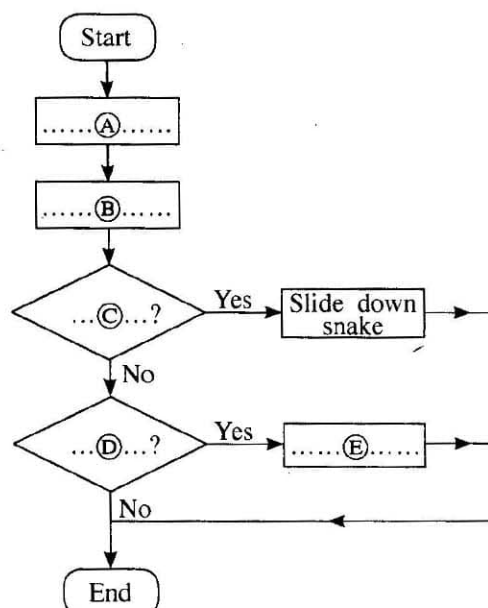 Start
......Ⓐ......
......Ⓑ......
...Ⓒ...?
Yes
Slide down
snake
No
...Ⓓ...?
Yes
......Ⓔ......
No
End